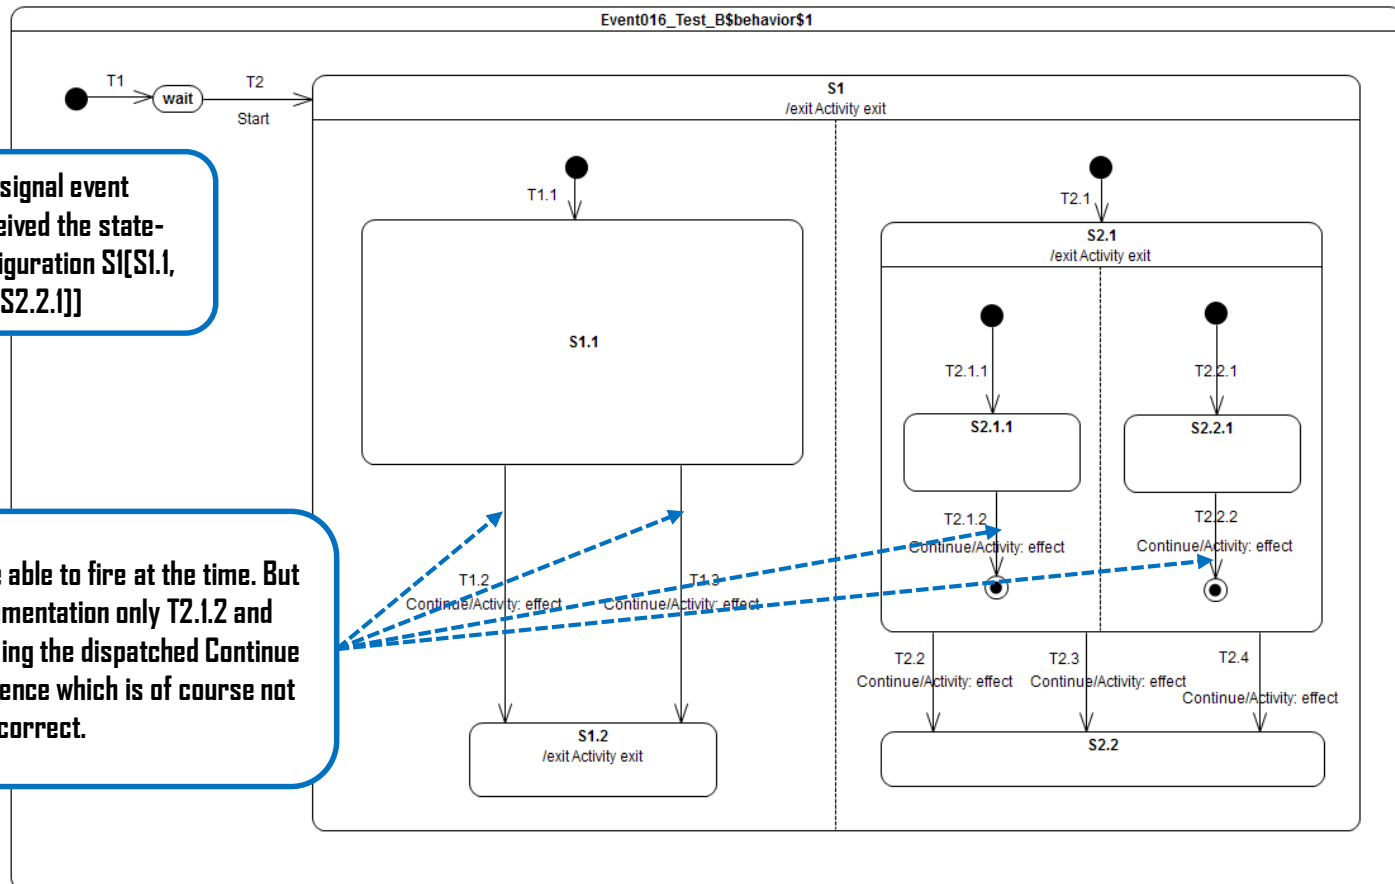 Event016_Test_B$behavior$1
T1
wait
T2
Start
S1
/exit Activity exit
signal event
eived the state-
iguration S1[S1.1,
S2.2.1]]
T1.1
S1.1
T2.1
S2.1
/exit Activity exit
T2.1.1
T2.2.1
S2.1.1
S2.2.1
T2.1.2
Continue/Activity: effect
T2.2.2
Continue/Activity: effect
e able to fire at the time. But
ementation only T2.1.2 and
ing the dispatched Continue
ence which is of course not
correct.
T1.2
Continue/Activity: effect
T1.3
Continue/Activity: effect
T2.2
Continue/Activity: effect
T2.3
Continue/Activity: effect
T2.4
Continue/Activity: effect
S1.2
/exit Activity exit
S2.2